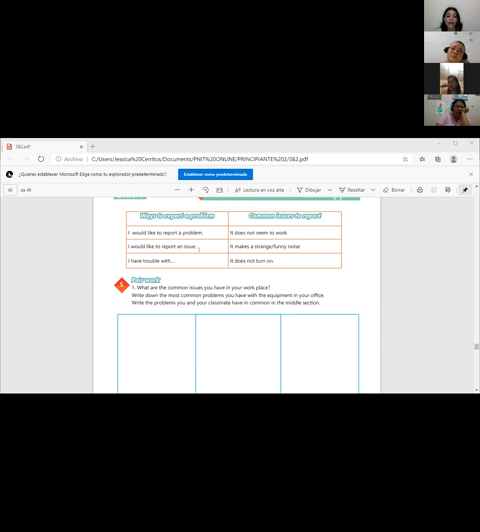 SB2.pdf
Archivo
C:/Users/Jessica%20Cerritos/Documents/PNIT%20ONLINE/PRINCIPIANTE%202/SB2.pdf
¿Quieres establecer Microsoft Edge como tu explorador predeterminado?
Establecer como predeterminado
40 de 49
Lectura en voz alta
Dibujar
Resaltar
Borrar
Ways to report a problem
Common issues to report
I would like to report a problem.
It does not seem to work.
I would like to report an issue.
It makes a strange/funny noise
I have trouble with...
It does not turn on.
5
Pair work
1. What are the common issues you have in your work place?
Write down the most common problems you have with the equipment in your office.
Write the problems you and your classmate have in common in the middle section.